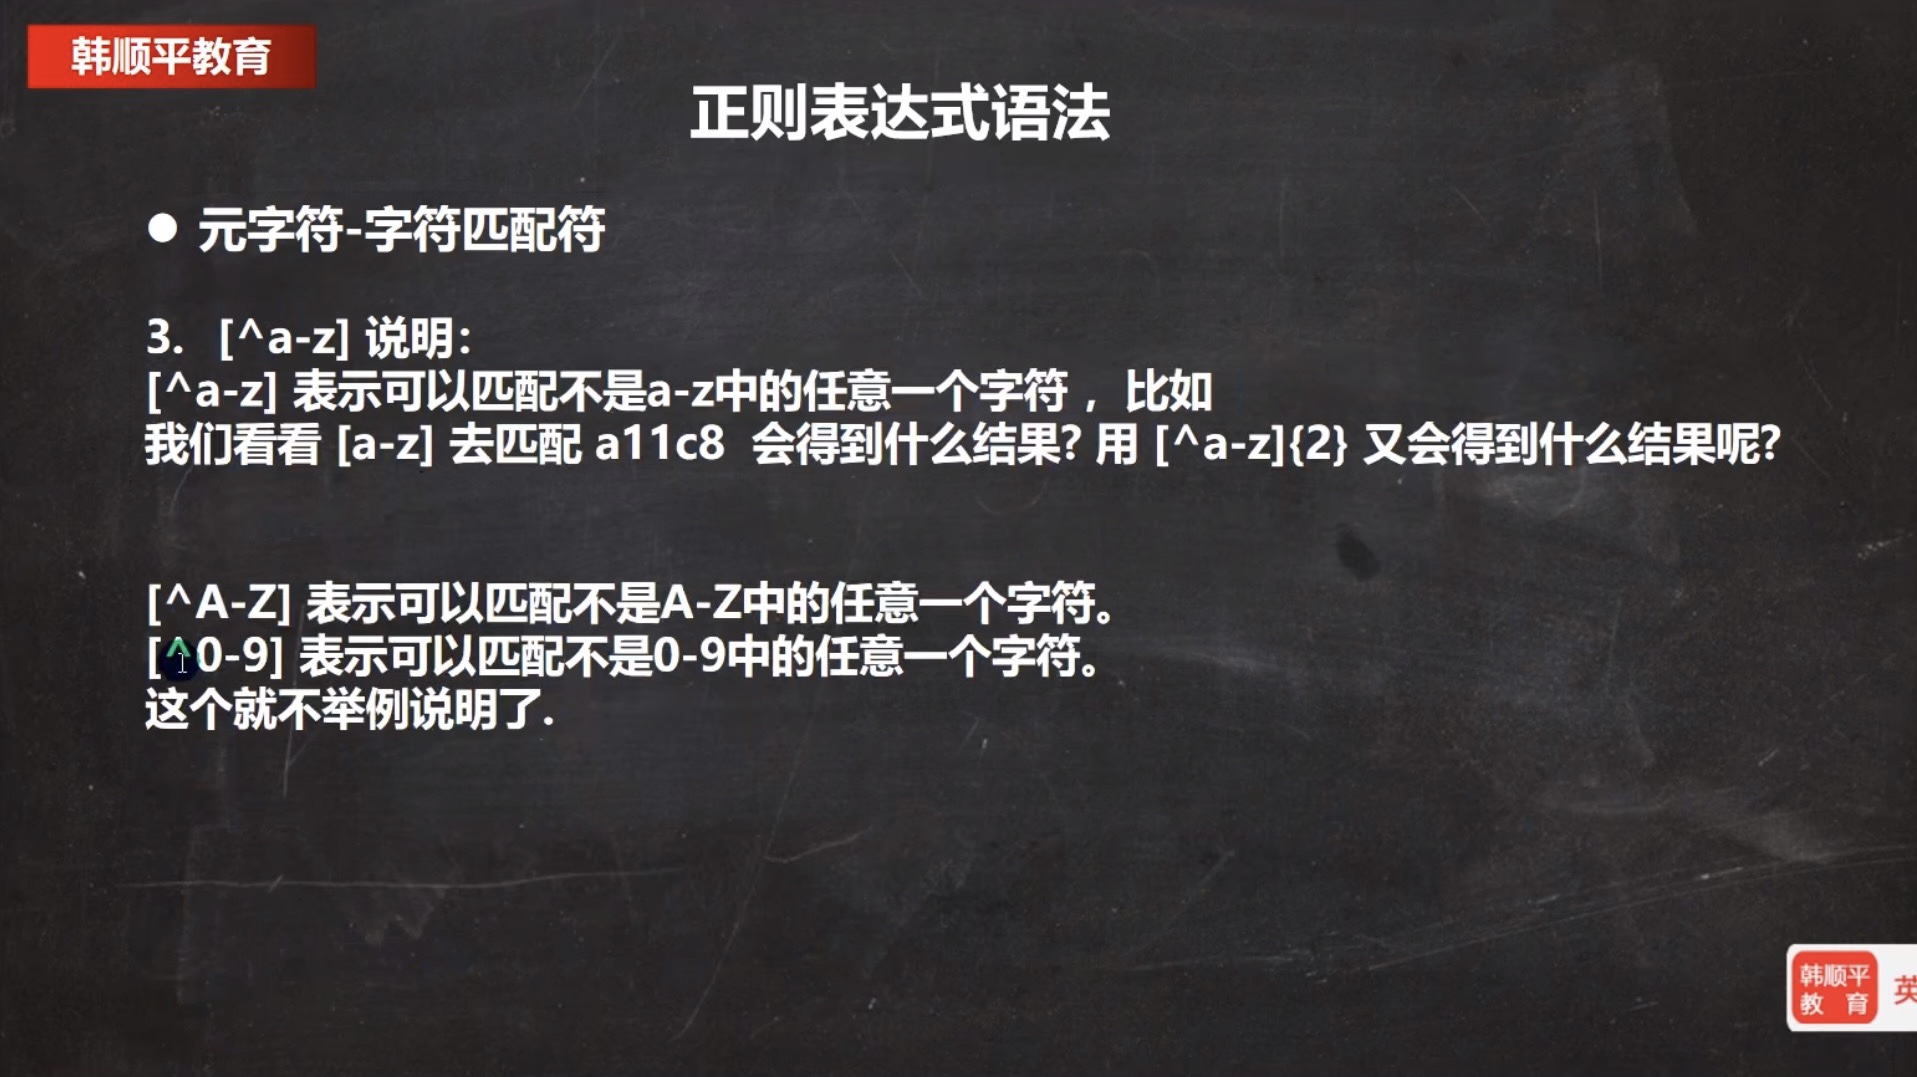 韩顺平教育
正则表达式语法
● 元字符-字符匹配符
3. [^a-z] 说明：
[^a-z] 表示可以匹配不是a-z中的任意一个字符 ，比如
我们看看 [a-z] 去匹配 a11c8 会得到什么结果? 用 [^a-z]{2} 又会得到什么结果呢?
[^A-Z] 表示可以匹配不是A-Z中的任意一个字符。
[^0-9] 表示可以匹配不是0-9中的任意一个字符。
这个就不举例说明了.
韩顺平
教 育
英